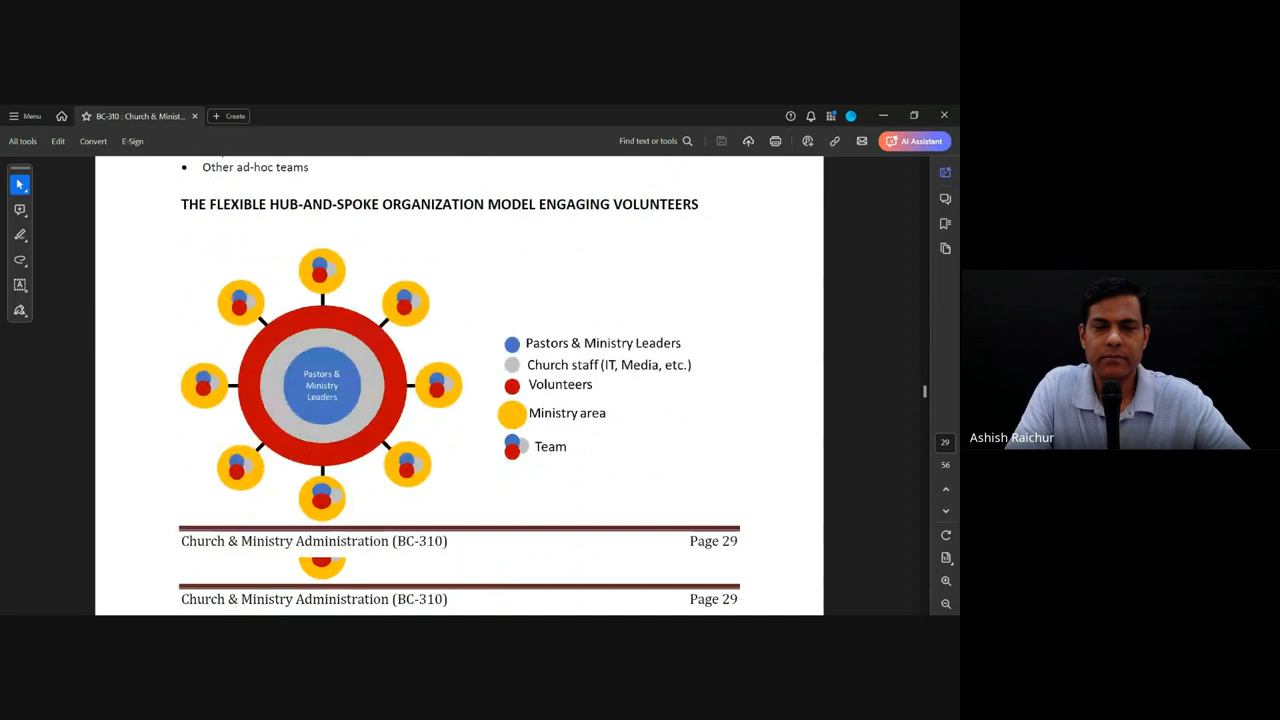 Menu
BC-310 : Church & Minist...
Create
All tools
Edit
Convert
E-Sign
Find text or tools
AI Assistant
Other ad-hoc teams
THE FLEXIBLE HUB-AND-SPOKE ORGANIZATION MODEL ENGAGING VOLUNTEERS
Pastors &
Ministry
Leaders
Pastors & Ministry Leaders
Church staff (IT, Media, etc.)
Volunteers
Ministry area
Team
Church & Ministry Administration (BC-310)
Page 29
Church & Ministry Administration (BC-310)
Page 29
29
56
Ashish Raichur